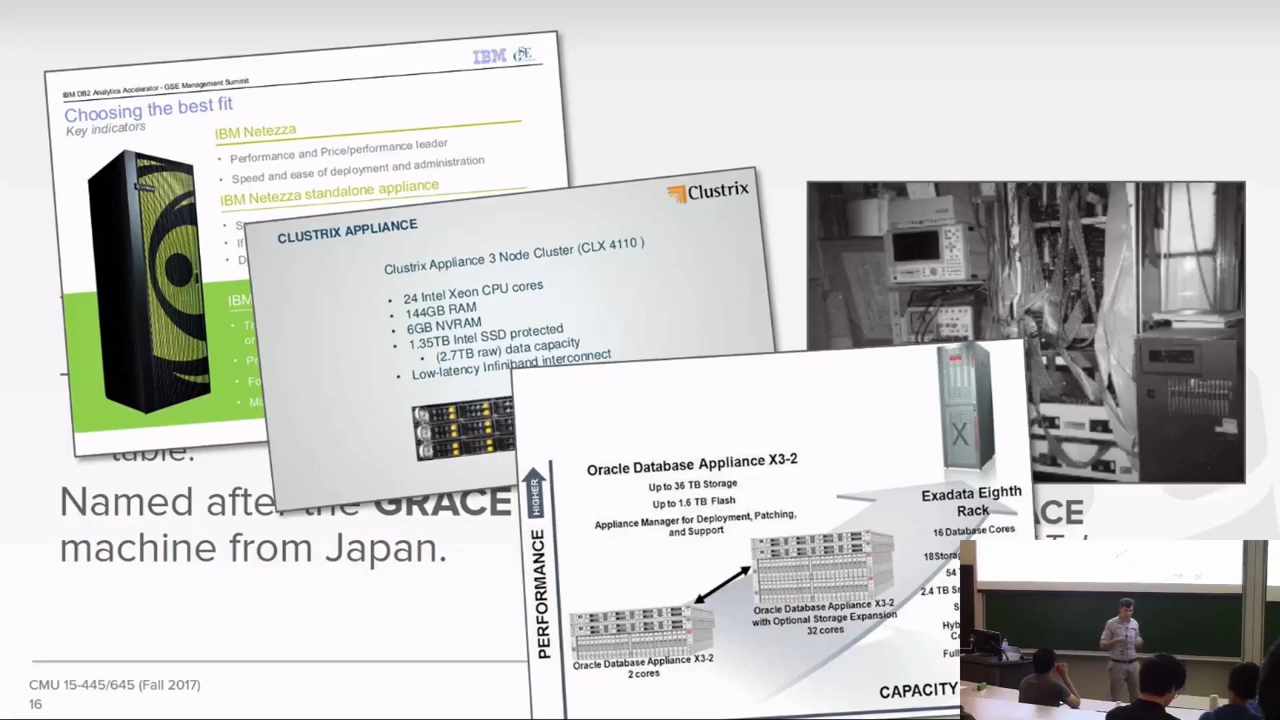 IBM
GSE
IBM DB2 Analytics Accelerator - GSE Management Summit
Choosing the best fit
Key indicators
IBM Netezza
• Performance and Price/performance leader
• Speed and ease of deployment and administration
IBM Netezza standalone appliance
IBM
Clustrix
CLUSTRIX APPLIANCE
Clustrix Appliance 3 Node Cluster (CLX 4110 )
• 24 Intel Xeon CPU cores
• 144GB RAM
• 6GB NVRAM
• 1.35TB Intel SSD protected
• (2.7TB raw) data capacity
• Low-latency Infiniband interconnect
X
HIGHER
PERFORMANCE
Oracle Database Appliance X3-2
Up to 36 TB Storage
Up to 1.6 TB Flash
Appliance Manager for Deployment, Patching,
and Support
Exadata Eighth
Rack
16 Database Cores
54
2.4 TB
Oracle Database Appliance X3-2
with Optional Storage Expansion
32 cores
Oracle Database Appliance X3-2
2 cores
CAPACITY
table.
Named after the GRACE
machine from Japan.
CMU 15-445/645 (Fall 2017)
16